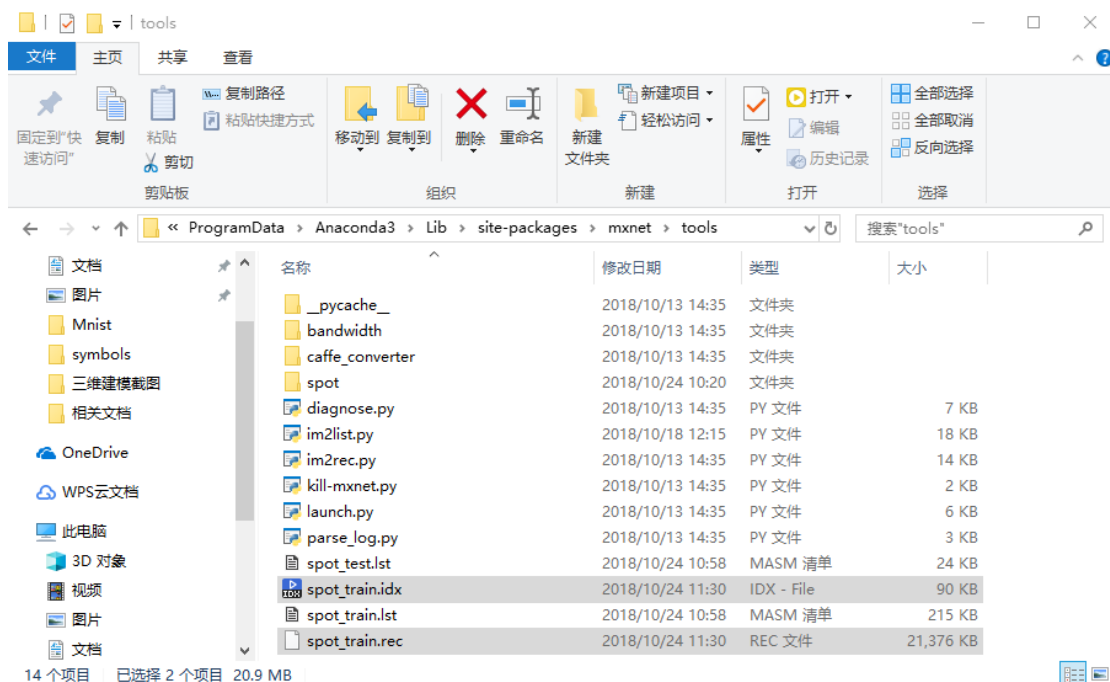 tools
文件 主页 共享 查看
固定到"快速访问"
复制
粘贴
复制路径
粘贴快捷方式
剪切
剪贴板
移动到
复制到
删除
重命名
组织
新建文件夹
新建项目
轻松访问
新建
属性
打开
编辑
历史记录
打开
全部选择
全部取消
反向选择
选择
« ProgramData › Anaconda3 › Lib › site-packages › mxnet › tools
搜索"tools"
文档
图片
Mnist
symbols
三维建模截图
相关文档
OneDrive
WPS云文档
此电脑
3D 对象
视频
图片
文档
名称 修改日期 类型 大小
__pycache__ 2018/10/13 14:35 文件夹
bandwidth 2018/10/13 14:35 文件夹
caffe_converter 2018/10/13 14:35 文件夹
spot 2018/10/24 10:20 文件夹
diagnose.py 2018/10/13 14:35 PY 文件 7 KB
im2list.py 2018/10/18 12:15 PY 文件 18 KB
im2rec.py 2018/10/13 14:35 PY 文件 14 KB
kill-mxnet.py 2018/10/13 14:35 PY 文件 2 KB
launch.py 2018/10/13 14:35 PY 文件 6 KB
parse_log.py 2018/10/13 14:35 PY 文件 3 KB
spot_test.lst 2018/10/24 10:58 MASM 清单 24 KB
IDX
spot_train.idx 2018/10/24 11:30 IDX - File 90 KB
spot_train.lst 2018/10/24 10:58 MASM 清单 215 KB
spot_train.rec 2018/10/24 11:30 REC 文件 21,376 KB
14 个项目 已选择 2 个项目 20.9 MB